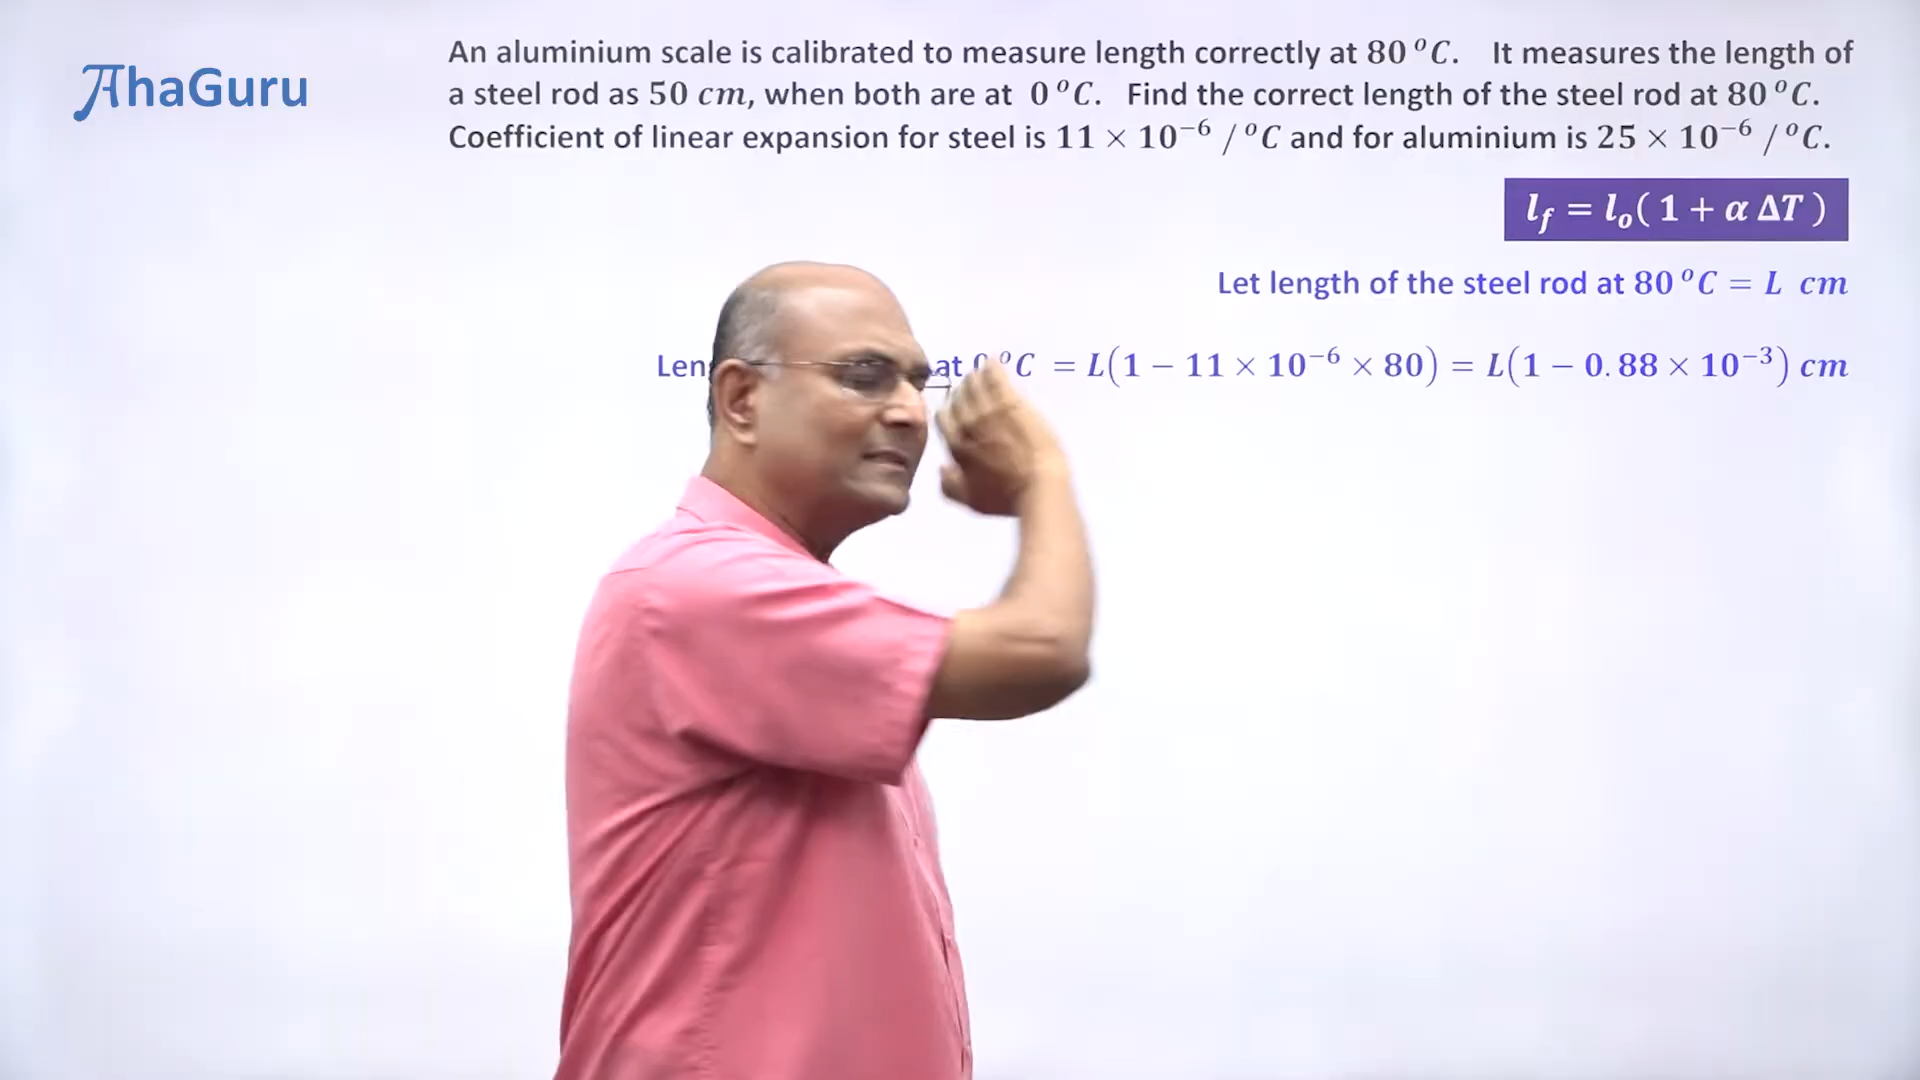 AhaGuru
An aluminium scale is calibrated to measure length correctly at 80 °C. It measures the length of
a steel rod as 50 cm, when both are at 0 °C. Find the correct length of the steel rod at 80 °C.
Coefficient of linear expansion for steel is 11 × 10⁻⁶ / °C and for aluminium is 25 × 10⁻⁶ / °C.
l_f = l_o( 1 + α ΔT )
Let length of the steel rod at 80 °C = L cm
at 0 °C = L(1 − 11 × 10⁻⁶ × 80) = L(1 − 0.88 × 10⁻³) cm